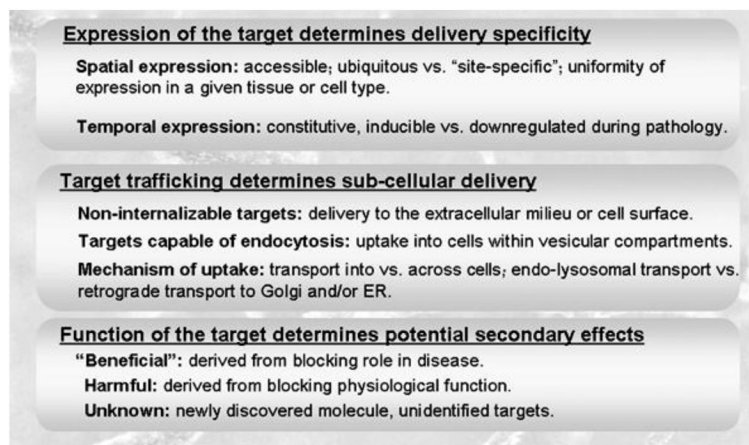 Expression of the target determines delivery specificity
Spatial expression: accessible; ubiquitous vs. “site-specific”; uniformity of
expression in a given tissue or cell type.
Temporal expression: constitutive, inducible vs. downregulated during pathology.
Target trafficking determines sub-cellular delivery
Non-internalizable targets: delivery to the extracellular milieu or cell surface.
Targets capable of endocytosis: uptake into cells within vesicular compartments.
Mechanism of uptake: transport into vs. across cells; endo-lysosomal transport vs.
retrograde transport to Golgi and/or ER.
Function of the target determines potential secondary effects
“Beneficial”: derived from blocking role in disease.
Harmful: derived from blocking physiological function.
Unknown: newly discovered molecule, unidentified targets.